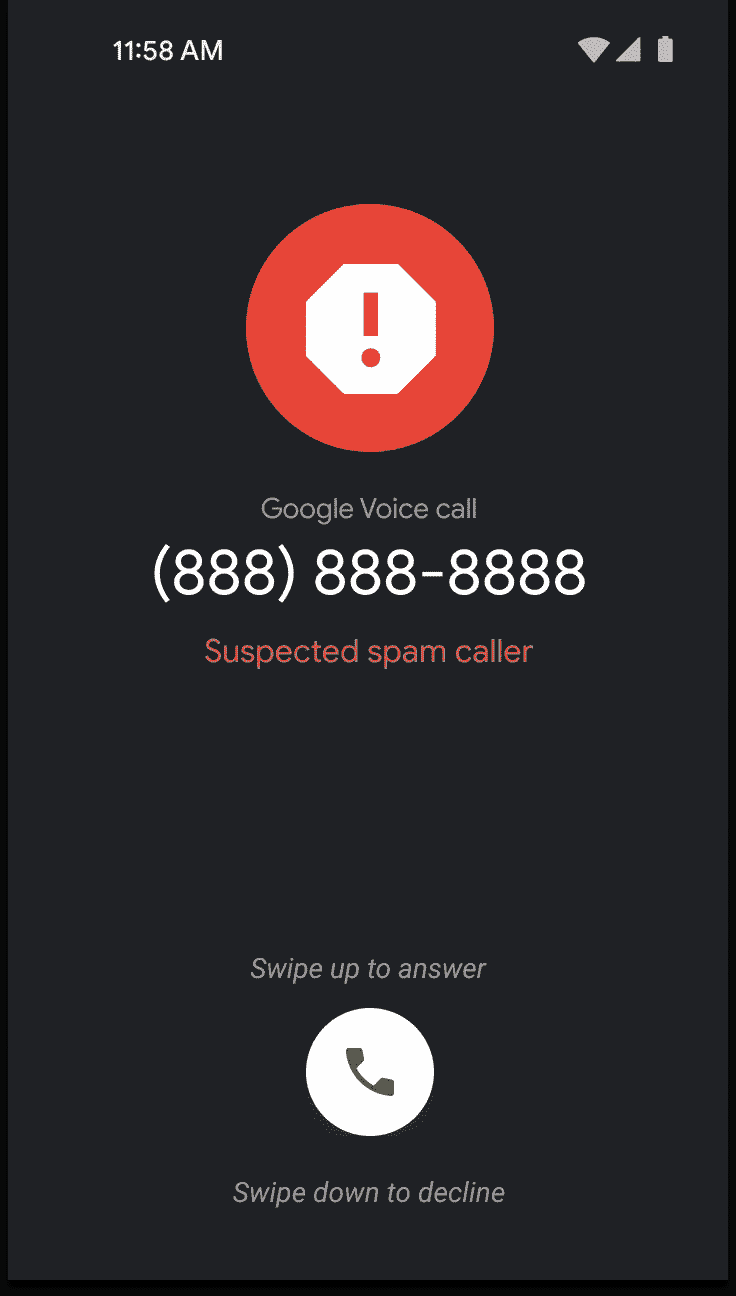 11:58 AM
Google Voice call
(888) 888-8888
Suspected spam caller
Swipe up to answer
Swipe down to decline